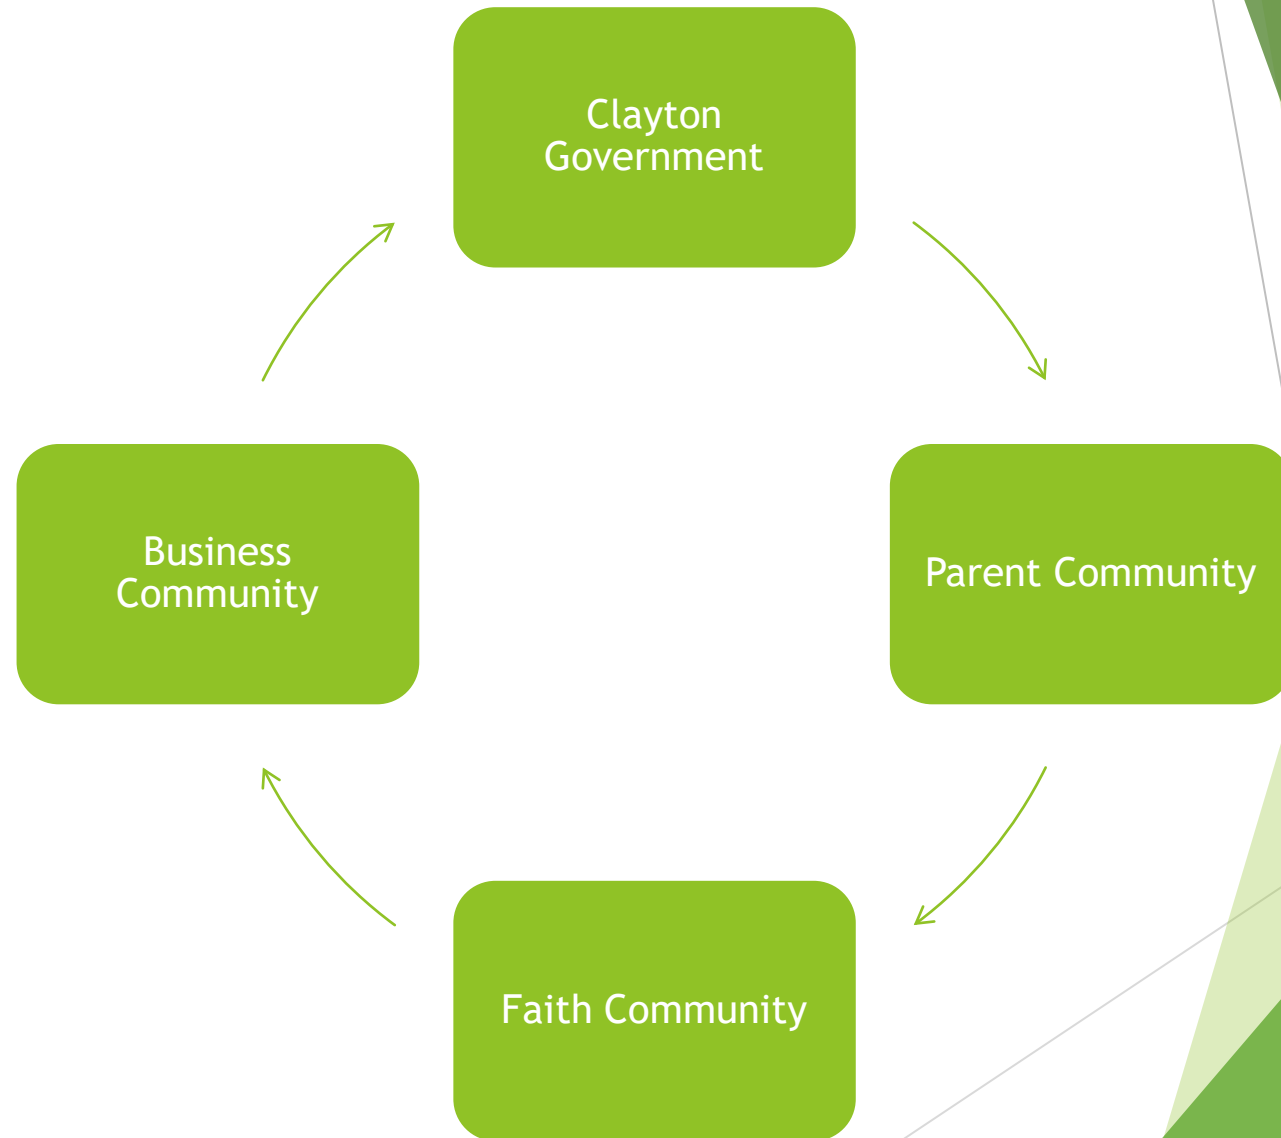 Clayton
Government
Parent Community
Faith Community
Business
Community